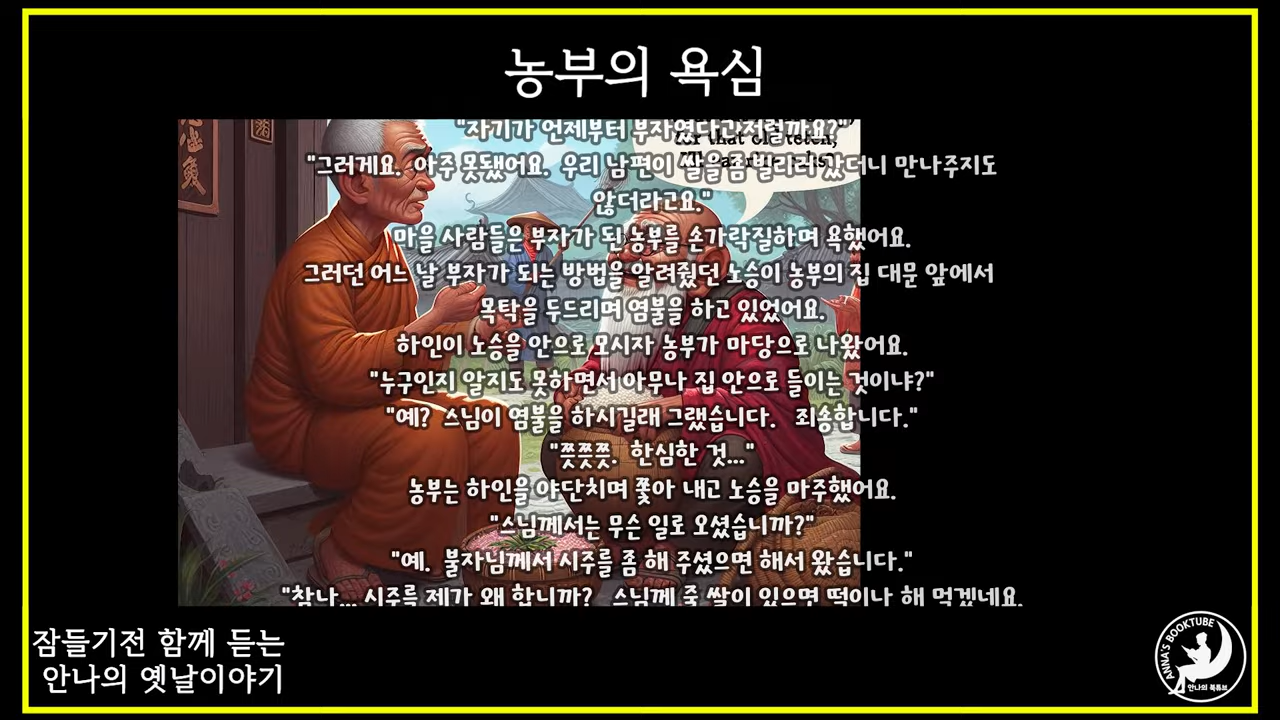 농부의 욕심
"자기가 언제부터 부자였다고 저럴까요?"
for that
"그러게요. 아주 못됐어요. 우리 남편이 쌀을 좀 빌리러 갔더니 만나주지도
않더라고요."
마을 사람들은 부자가 된 농부를 손가락질하며 욕했어요.
그러던 어느 날 부자가 되는 방법을 알려줬던 노승이 농부의 집 대문 앞에서
목탁을 두드리며 염불을 하고 있었어요.
하인이 노승을 안으로 모시자 농부가 마당으로 나왔어요.
"누구인지 알지도 못하면서 아무나 집 안으로 들이는 것이냐?"
"예? 스님이 염불을 하시길래 그랬습니다. 죄송합니다."
"쯧쯧쯧. 한심한 것..."
농부는 하인을 야단치며 쫓아 내고 노승을 마주했어요.
"스님께서는 무슨 일로 오셨습니까?"
"예. 불자님께서 시주를 좀 해 주셨으면 해서 왔습니다."
"참나... 시주를 제가 왜 합니까? 스님께 줄 쌀이 있으면 떡이나 해 먹겠네요.
잠들기전 함께 듣는
안나의 옛날이야기
ANNA'S BOOKTUBE
안나의 북튜브